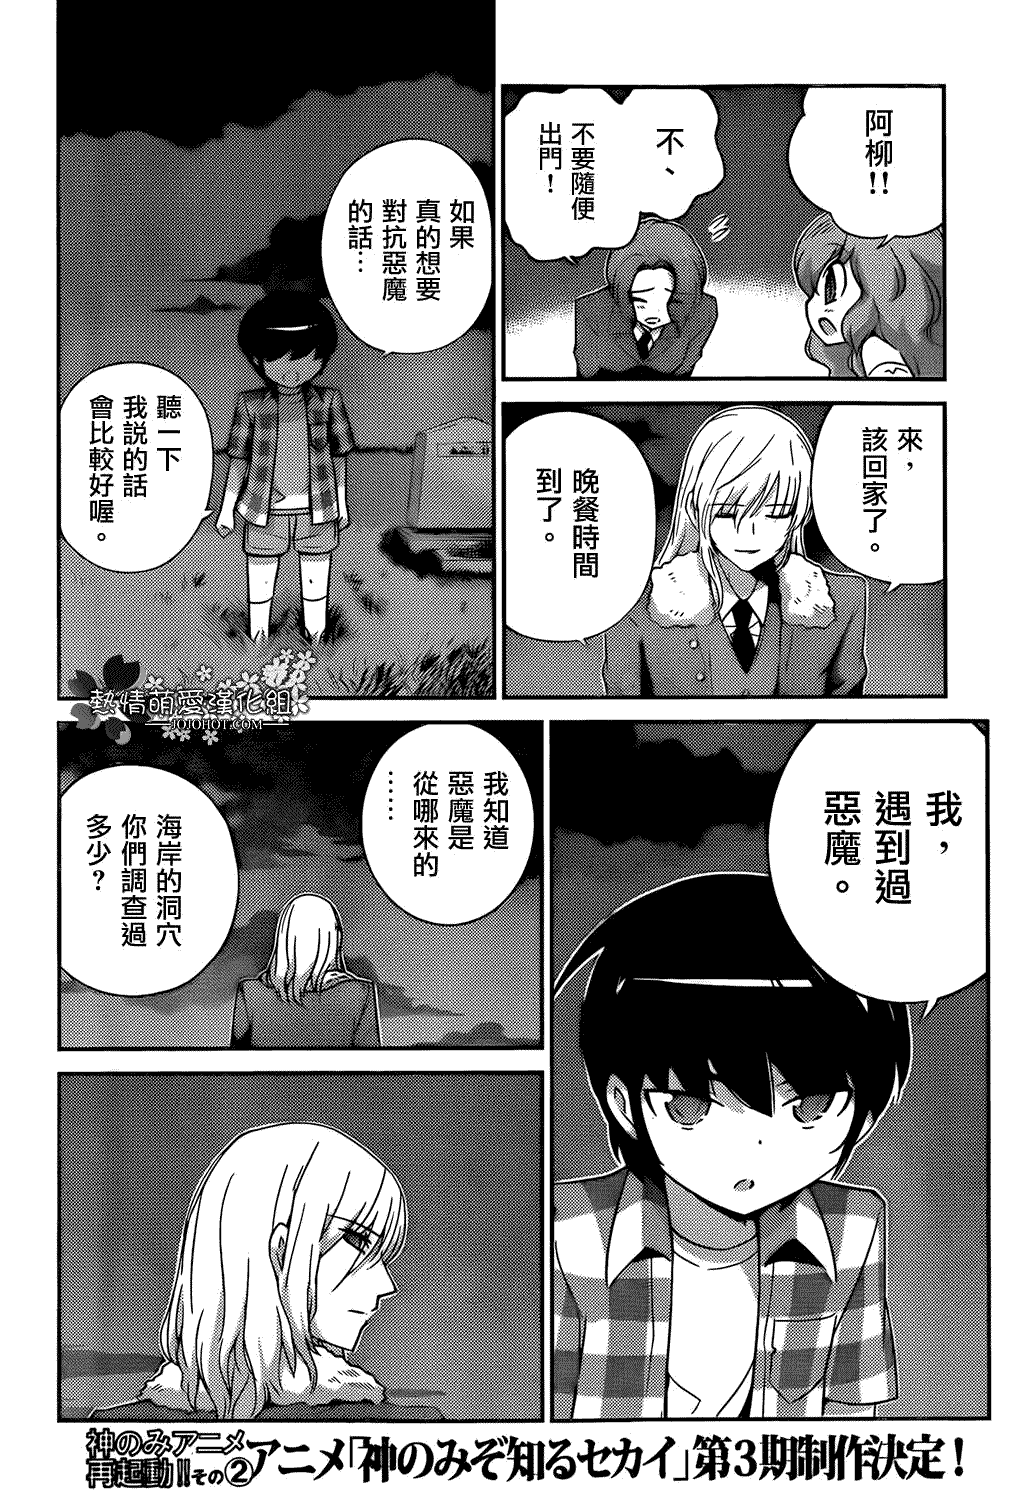 阿柳!!
不、
不要隨便
出門！
來，
該回家了。
晚餐時間
到了。
如果
真的想要
對抗惡魔
的話…
聽一下
我説的話
會比較好喔。
熱情萌愛漢化組
JOJOHOT.COM
我，
遇到過
惡魔。
我知道
惡魔是
從哪來的
……
海岸的洞穴
你們調查過
多少？
神のみアニメ
再起動!!その②
アニメ「神のみぞ知るセカイ」第3期制作決定！